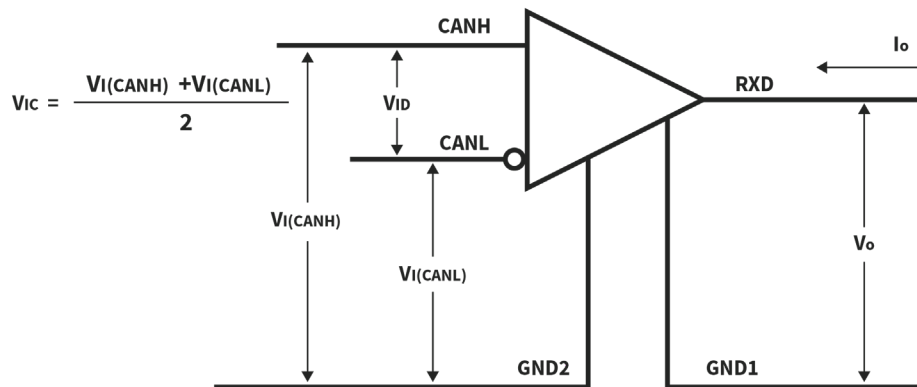 CANH
Io
VIC = VI(CANH) +VI(CANL)
2
VID
RXD
CANL
VI(CANH)
Vo
VI(CANL)
GND2
GND1